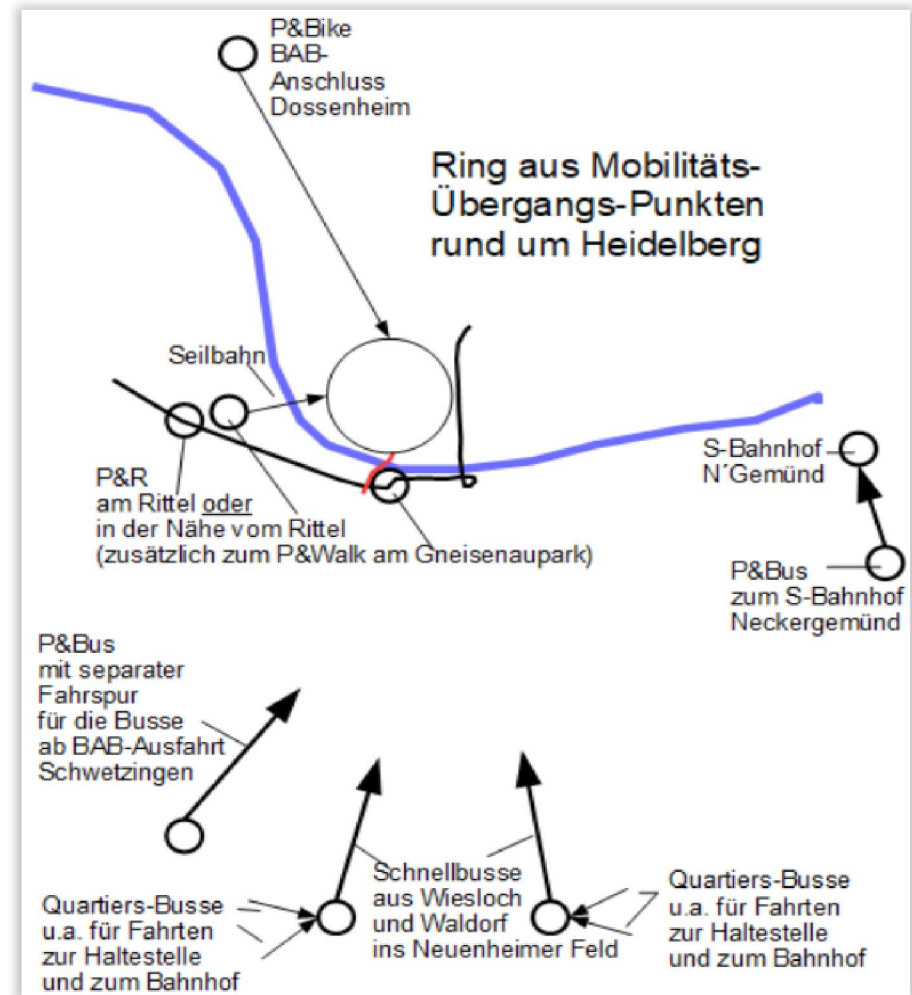 P&Bike
BAB-
Anschluss
Dossenheim
Ring aus Mobilitäts-
Übergangs-Punkten
rund um Heidelberg
Seilbahn
P&R
am Rittel oder
in der Nähe vom Rittel
(zusätzlich zum P&Walk am Gneisenaupark)
S-Bahnhof
N´Gemünd
P&Bus
zum S-Bahnhof
Neckergemünd
P&Bus
mit separater
Fahrspur
für die Busse
ab BAB-Ausfahrt
Schwetzingen
Quartiers-Busse
u.a. für Fahrten
zur Haltestelle
und zum Bahnhof
Schnellbusse
aus Wiesloch
und Waldorf
ins Neuenheimer Feld
Quartiers-Busse
u.a. für Fahrten
zur Haltestelle
und zum Bahnhof